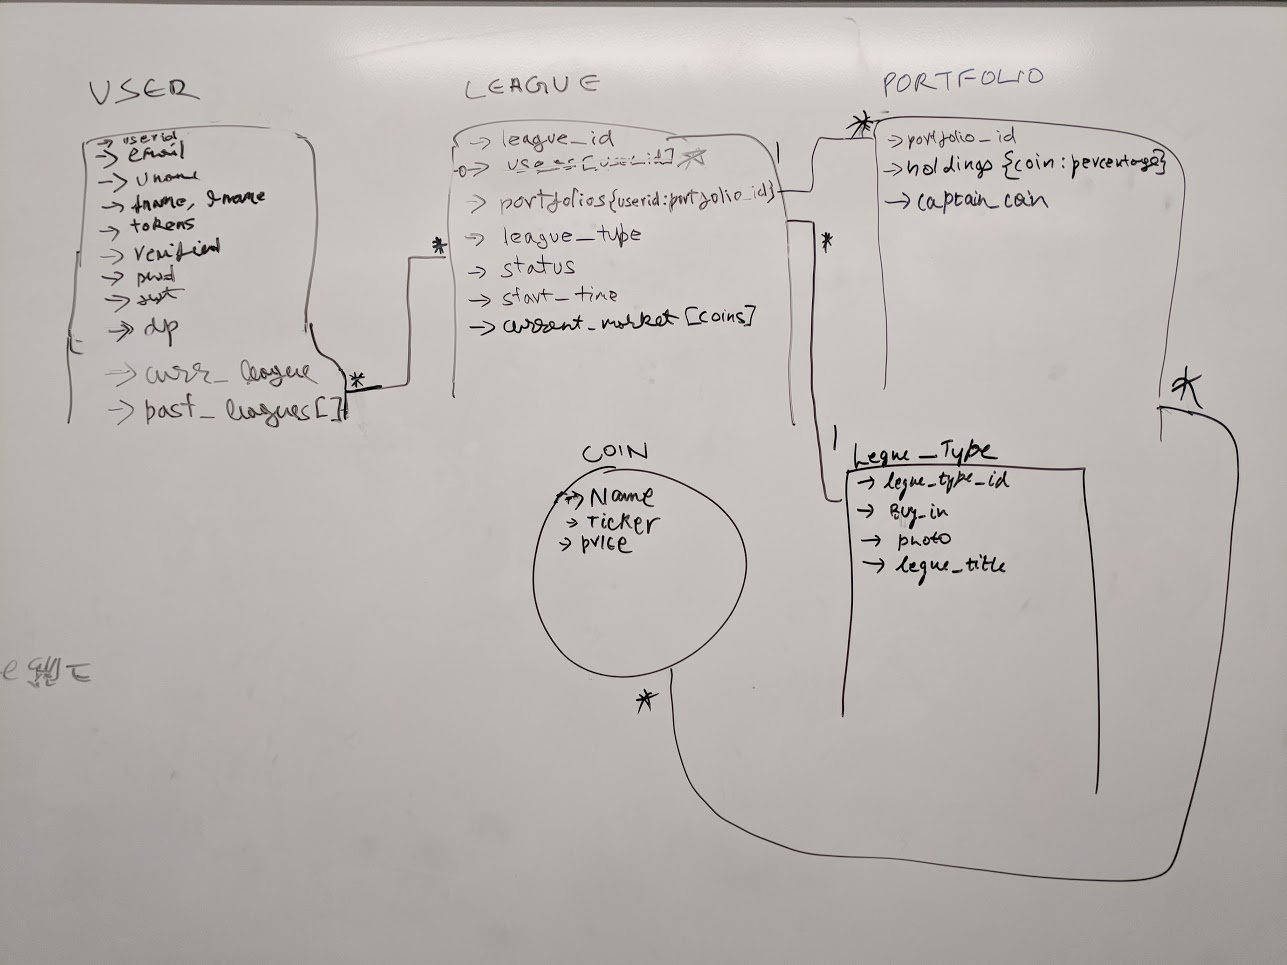 USER
→ userid
→ email
→ uname
→ fname, lname
→ tokens
→ verified
→ pwd
→
→ dp
→ curr_league
→ past_leagues[]
*
LEAGUE
→ league_id
→ users[userid] *
→ portfolios{userid:portfolio_id}
→ league_type
→ status
→ start_time
→ current_market[coins]
*
1
*
PORTFOLIO
*
→ portfolio_id
→ holdings {coin:percentage}
→ captain_coin
*
COIN
→ Name
→ Ticker
→ price
*
1
Legue_Type
→ legue_type_id
→ Buy_in
→ photo
→ legue_title